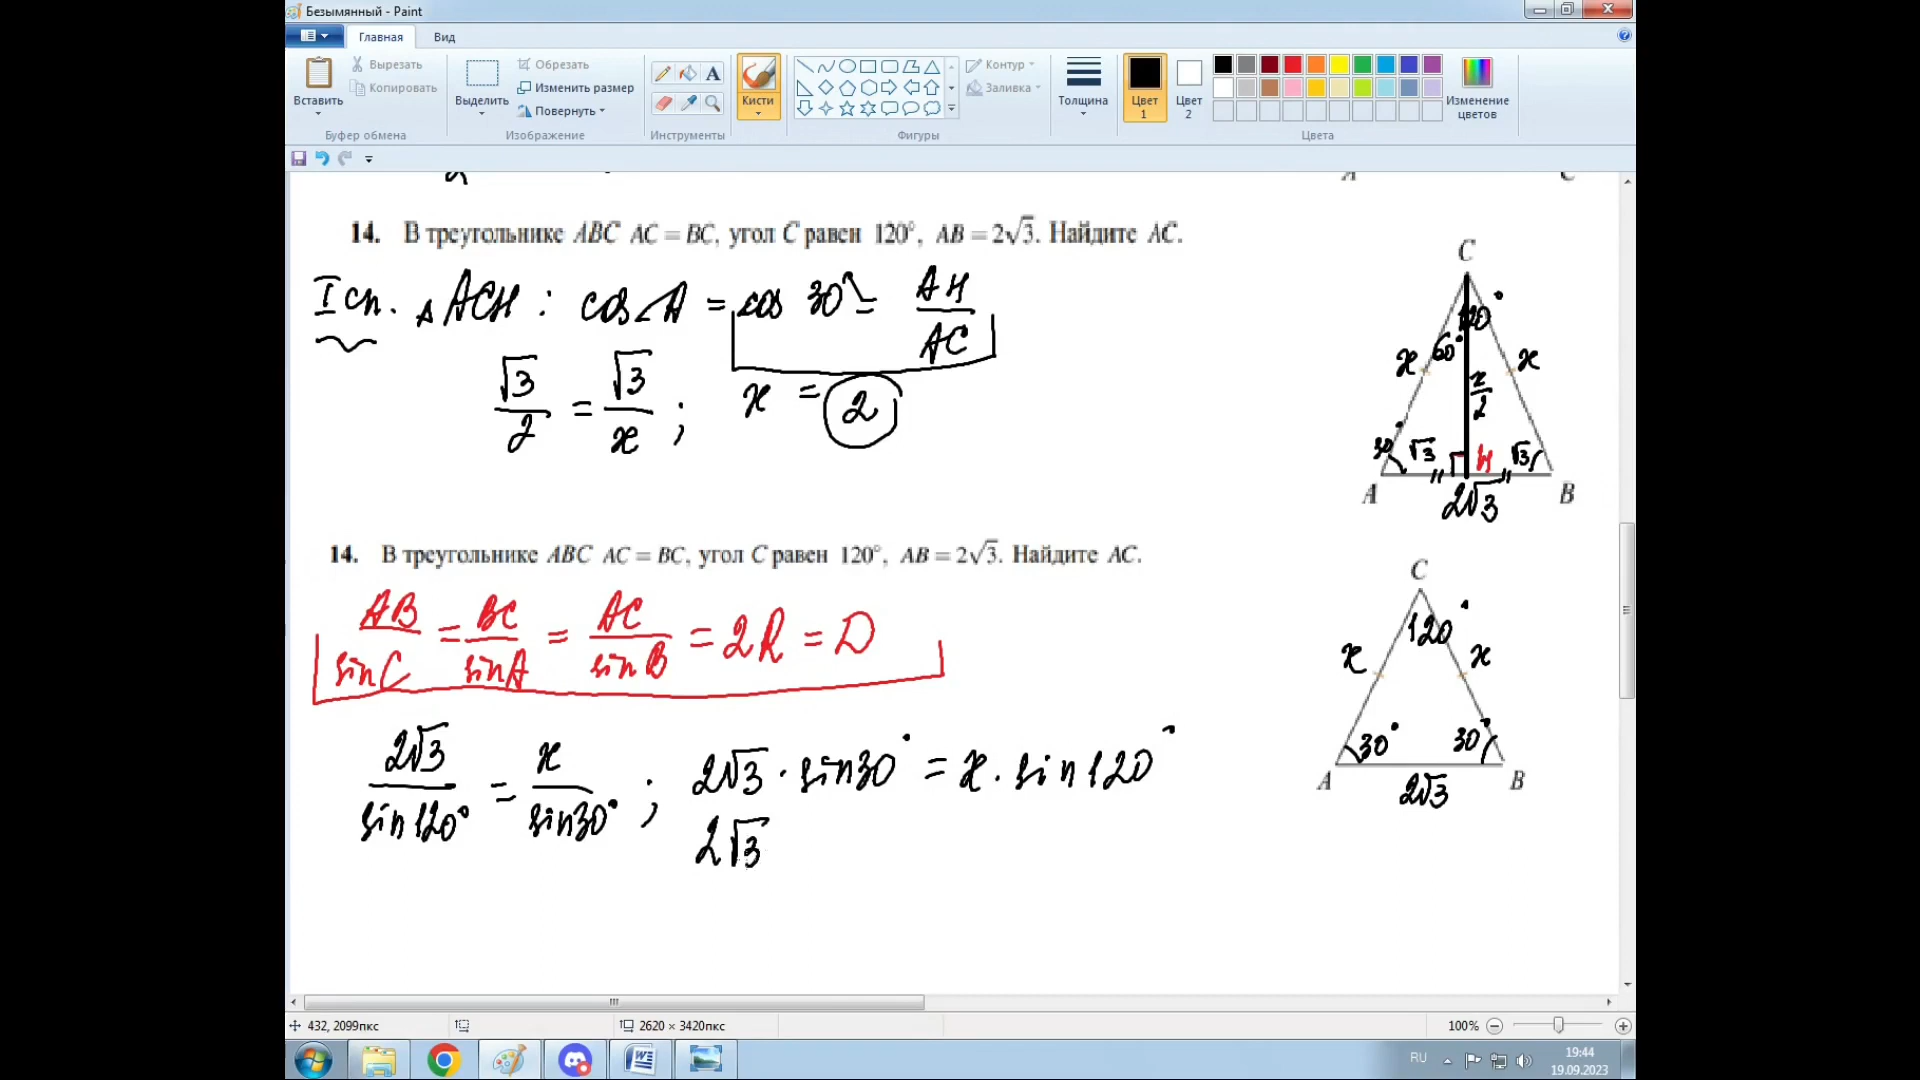 Безымянный - Paint
Главная Вид
Вставить
Вырезать
Копировать
Буфер обмена
Выделить
Обрезать
Изменить размер
Повернуть
Изображение
Инструменты
Кисти
Фигуры
Контур
Заливка
Толщина
Цвет 1
Цвет 2
Изменение цветов
Цвета
A C
14. В треугольнике ABC AC = BC, угол C равен 120°, AB = 2√3. Найдите AC.
I сп. △ACH : cos∠A = cos 30° = AH/AC
√3/2 = √3/x ; x = 2
C
120°
60°
x x
x/2
30° √3 H √3
A 2√3 B
14. В треугольнике ABC AC = BC, угол C равен 120°, AB = 2√3. Найдите AC.
AB/sinC = BC/sinA = AC/sinB = 2R = D
2√3/sin120° = x/sin30° ; 2√3 · sin30° = x · sin120°
2√3
C
120°
x x
30° 30°
A 2√3 B
432, 2099пкс 2620 × 3420пкс 100%
RU 19:44
19.09.2023